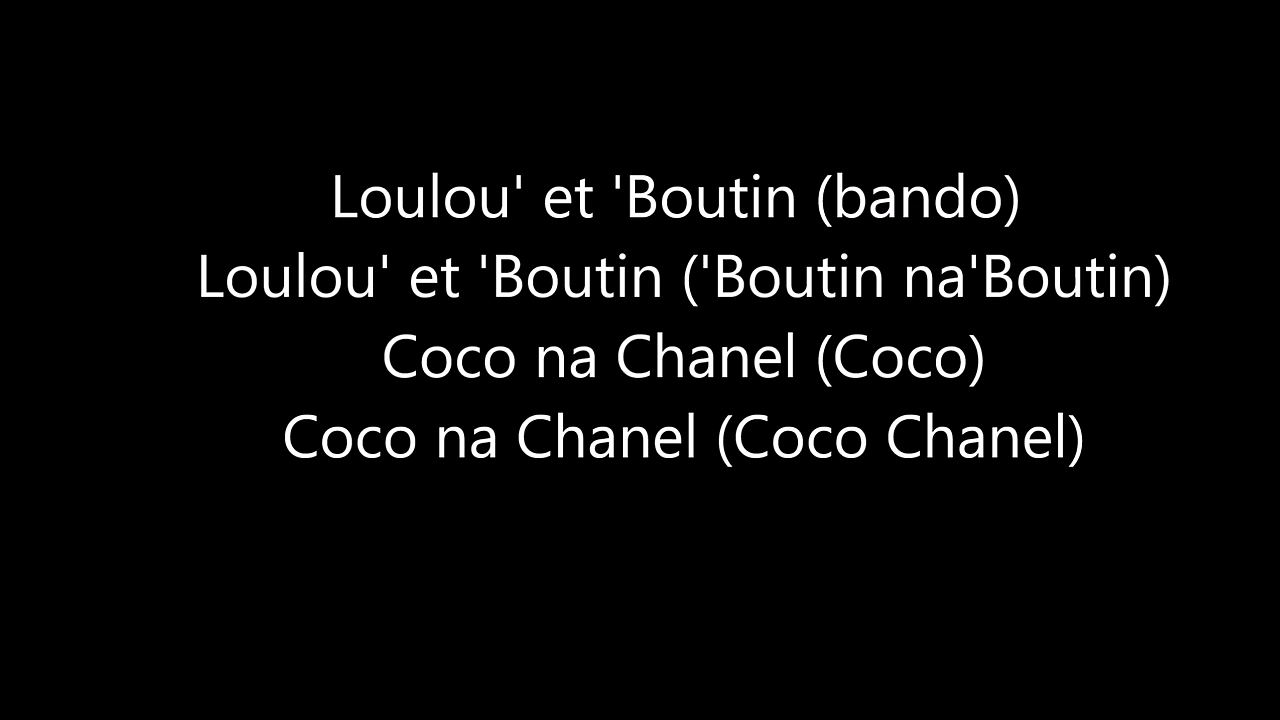 Loulou' et 'Boutin (bando)
Loulou' et 'Boutin ('Boutin na'Boutin)
Coco na Chanel (Coco)
Coco na Chanel (Coco Chanel)